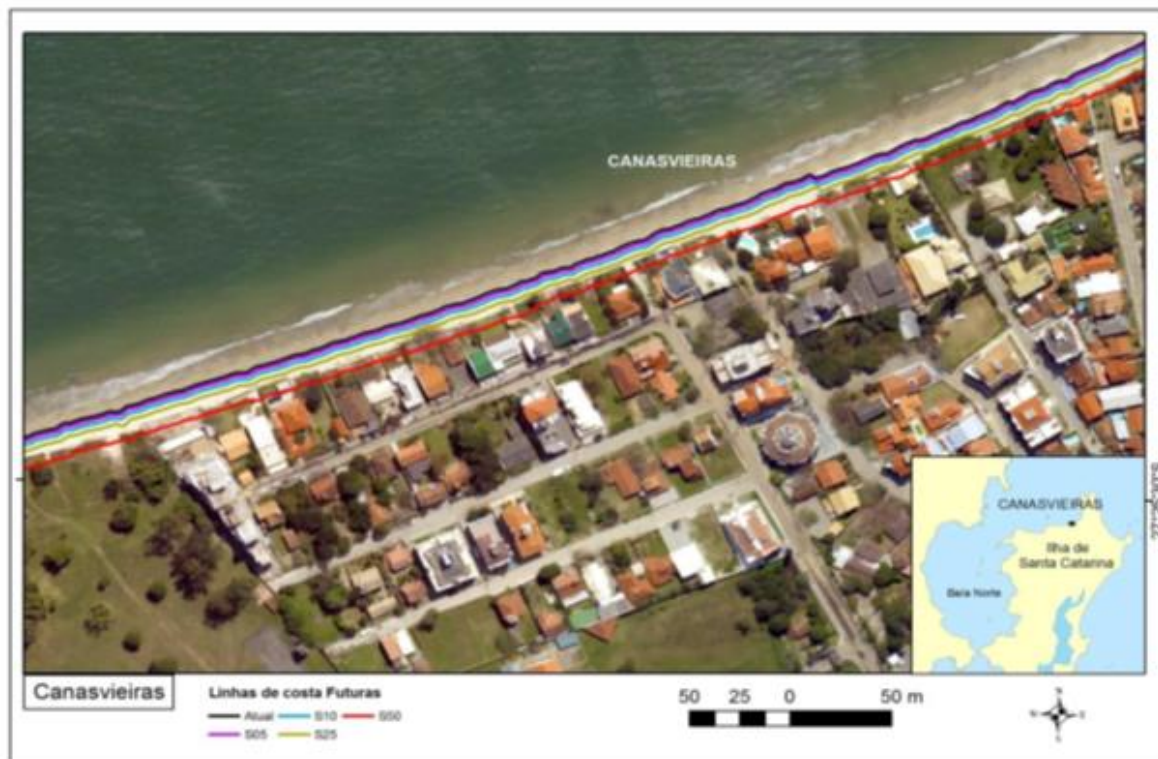 CANASVIEIRAS
CANASVIEIRAS
Ilha de
Santa Catarina
Baía Norte
Canasvieiras
Linhas de costa Futuras
Atual S10 S50
S05 S25
50 25 0 50 m
N
S